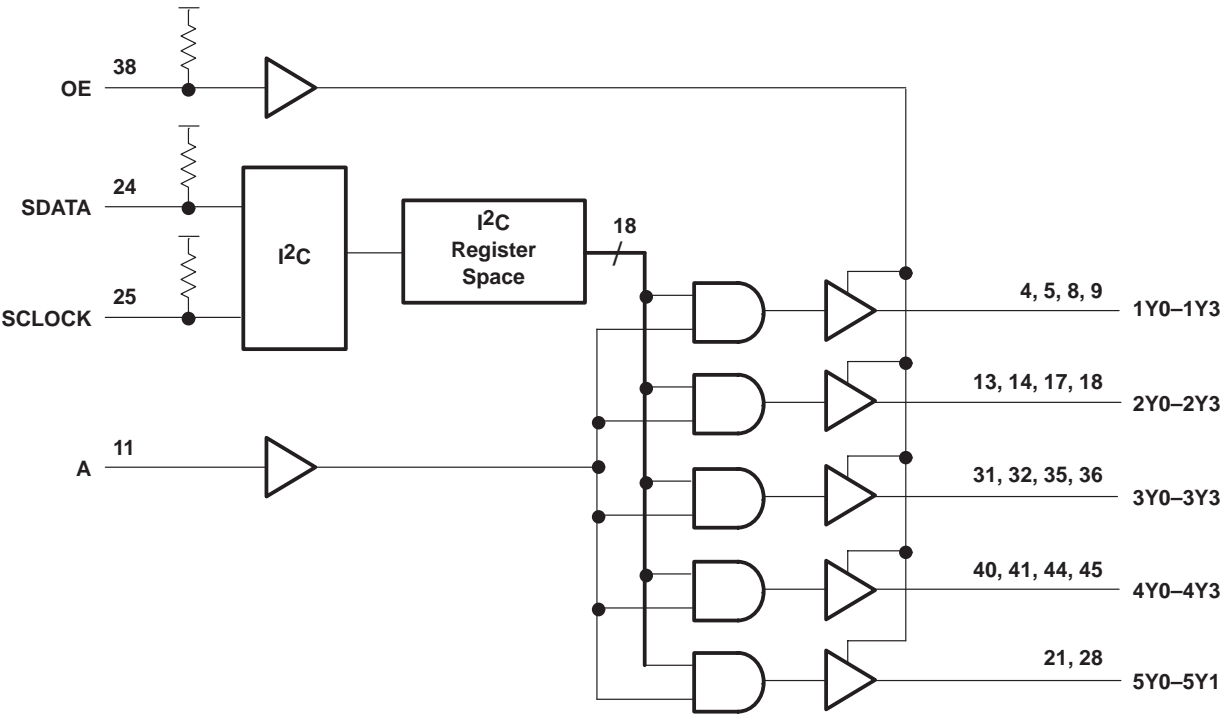 38
OE
24
SDATA
I2C
I2C
Register
Space
18
25
SCLOCK
4, 5, 8, 9
1Y0–1Y3
13, 14, 17, 18
2Y0–2Y3
11
A
31, 32, 35, 36
3Y0–3Y3
40, 41, 44, 45
4Y0–4Y3
21, 28
5Y0–5Y1